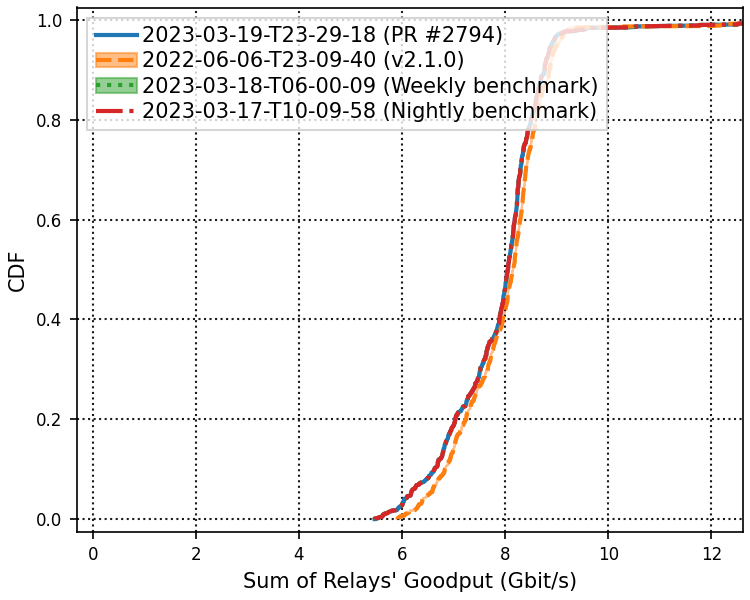 2023-03-19-T23-29-18 (PR #2794)
2022-06-06-T23-09-40 (v2.1.0)
2023-03-18-T06-00-09 (Weekly benchmark)
2023-03-17-T10-09-58 (Nightly benchmark)
1.0
0.8
0.6
0.4
0.2
0.0
CDF
0 2 4 6 8 10 12
Sum of Relays' Goodput (Gbit/s)